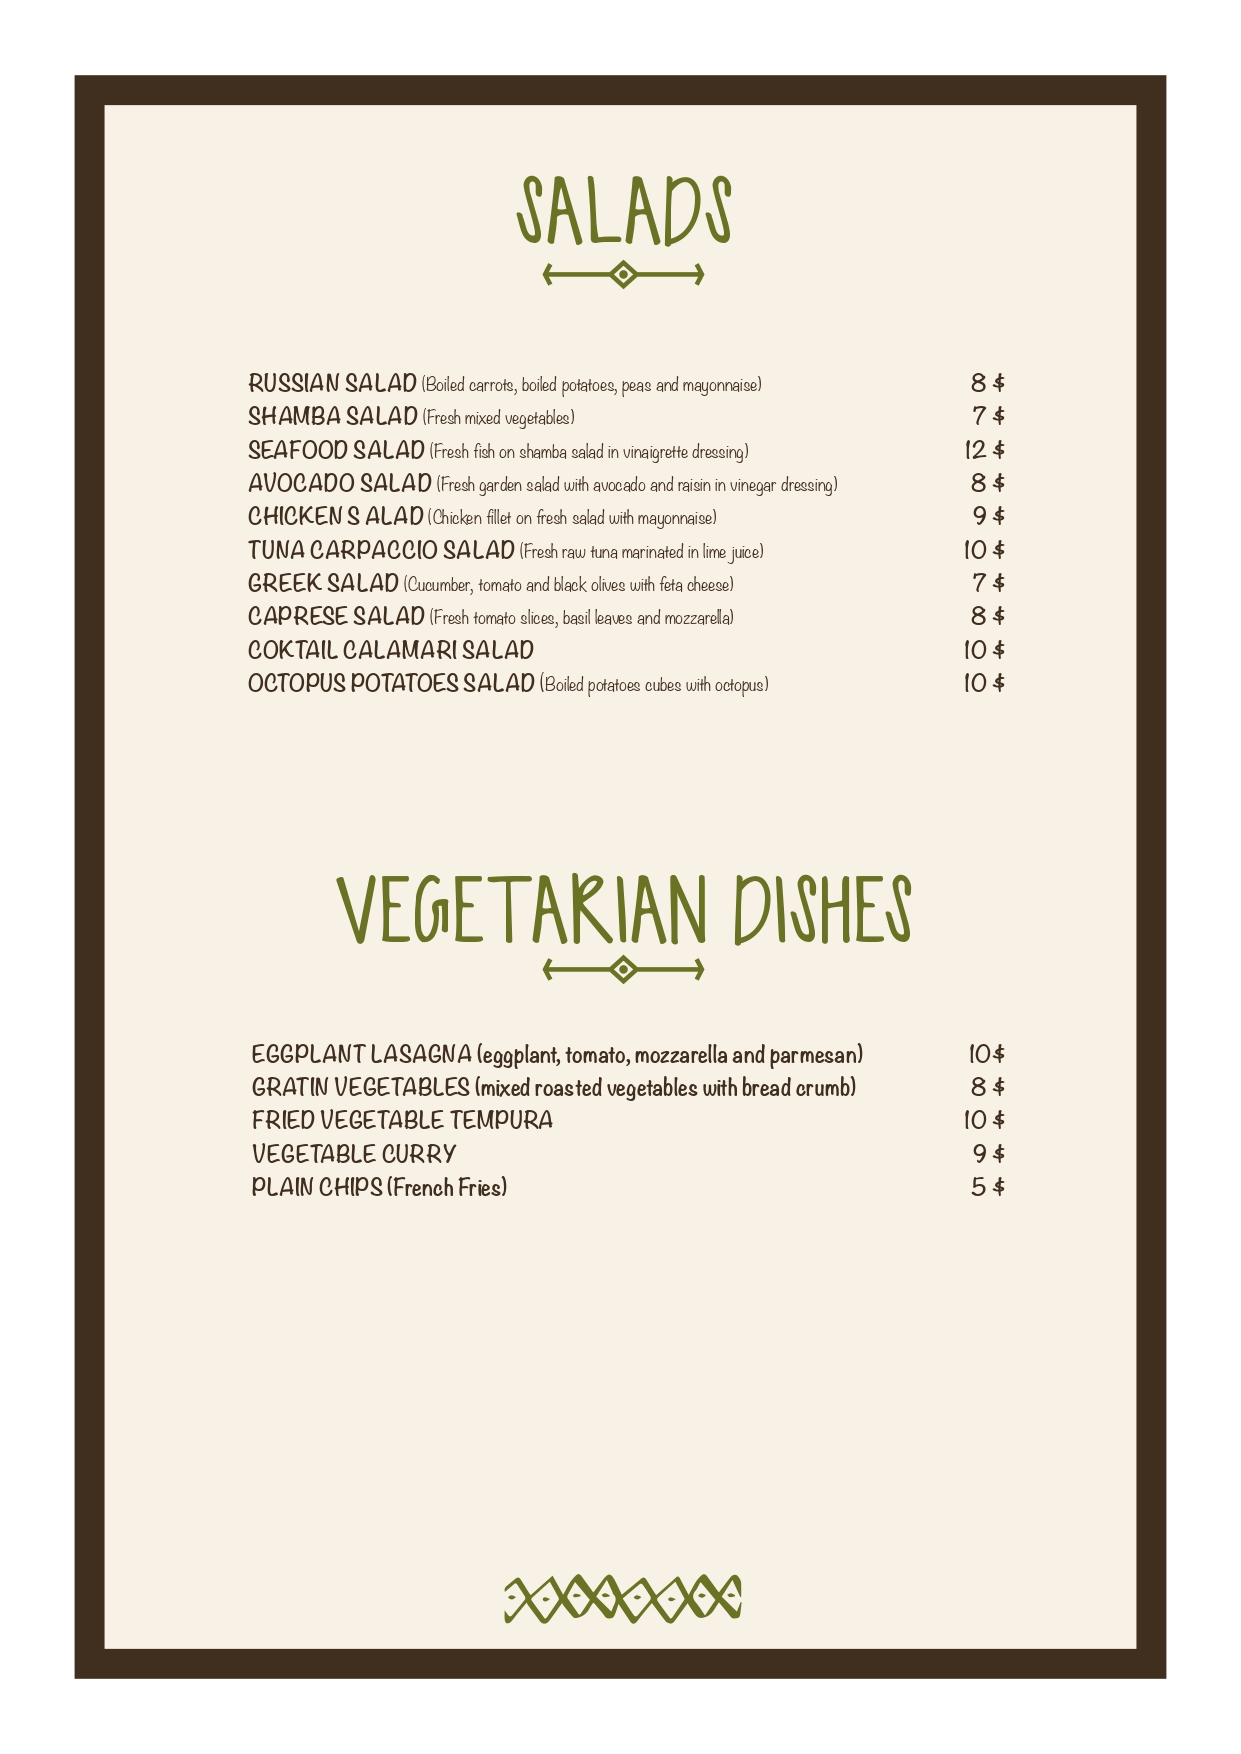 SALADS
RUSSIAN SALAD (Boiled carrots, boiled potatoes, peas and mayonnaise) 8 $
SHAMBA SALAD (Fresh mixed vegetables) 7 $
SEAFOOD SALAD (Fresh fish on shamba salad in vinaigrette dressing) 12 $
AVOCADO SALAD (Fresh garden salad with avocado and raisin in vinegar dressing) 8 $
CHICKEN S ALAD (Chicken fillet on fresh salad with mayonnaise) 9 $
TUNA CARPACCIO SALAD (Fresh raw tuna marinated in lime juice) 10 $
GREEK SALAD (Cucumber, tomato and black olives with feta cheese) 7 $
CAPRESE SALAD (Fresh tomato slices, basil leaves and mozzarella) 8 $
COKTAIL CALAMARI SALAD 10 $
OCTOPUS POTATOES SALAD (Boiled potatoes cubes with octopus) 10 $
VEGETARIAN DISHES
EGGPLANT LASAGNA (eggplant, tomato, mozzarella and parmesan) 10$
GRATIN VEGETABLES (mixed roasted vegetables with bread crumb) 8 $
FRIED VEGETABLE TEMPURA 10 $
VEGETABLE CURRY 9 $
PLAIN CHIPS (French Fries) 5 $